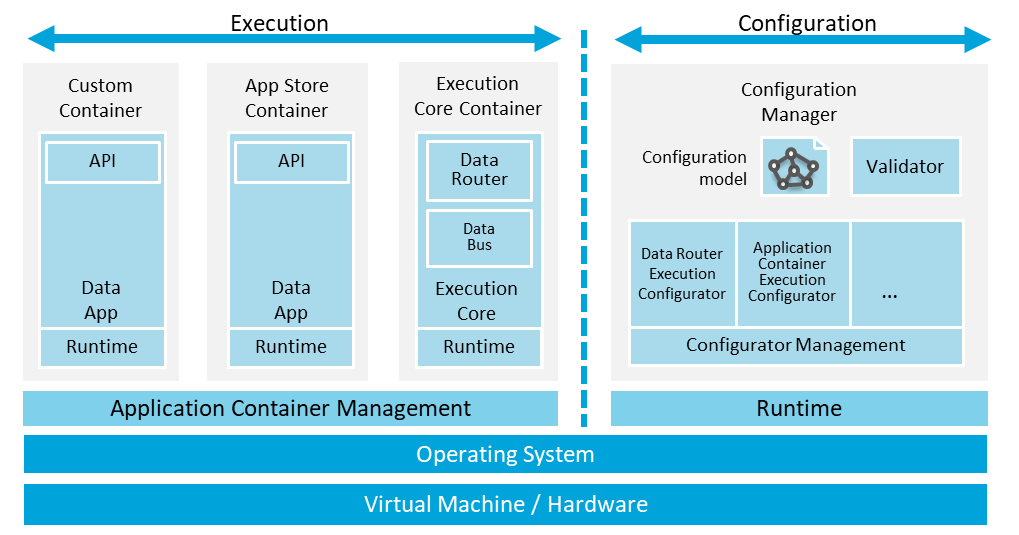 Execution
Configuration
Custom
Container
API
Data
App
Runtime
App Store
Container
API
Data
App
Runtime
Execution
Core Container
Data
Router
Data
Bus
Execution
Core
Runtime
Configuration
Manager
Configuration
model
Validator
Data Router
Execution
Configurator
Application
Container
Execution
Configurator
...
Configurator Management
Application Container Management
Runtime
Operating System
Virtual Machine / Hardware